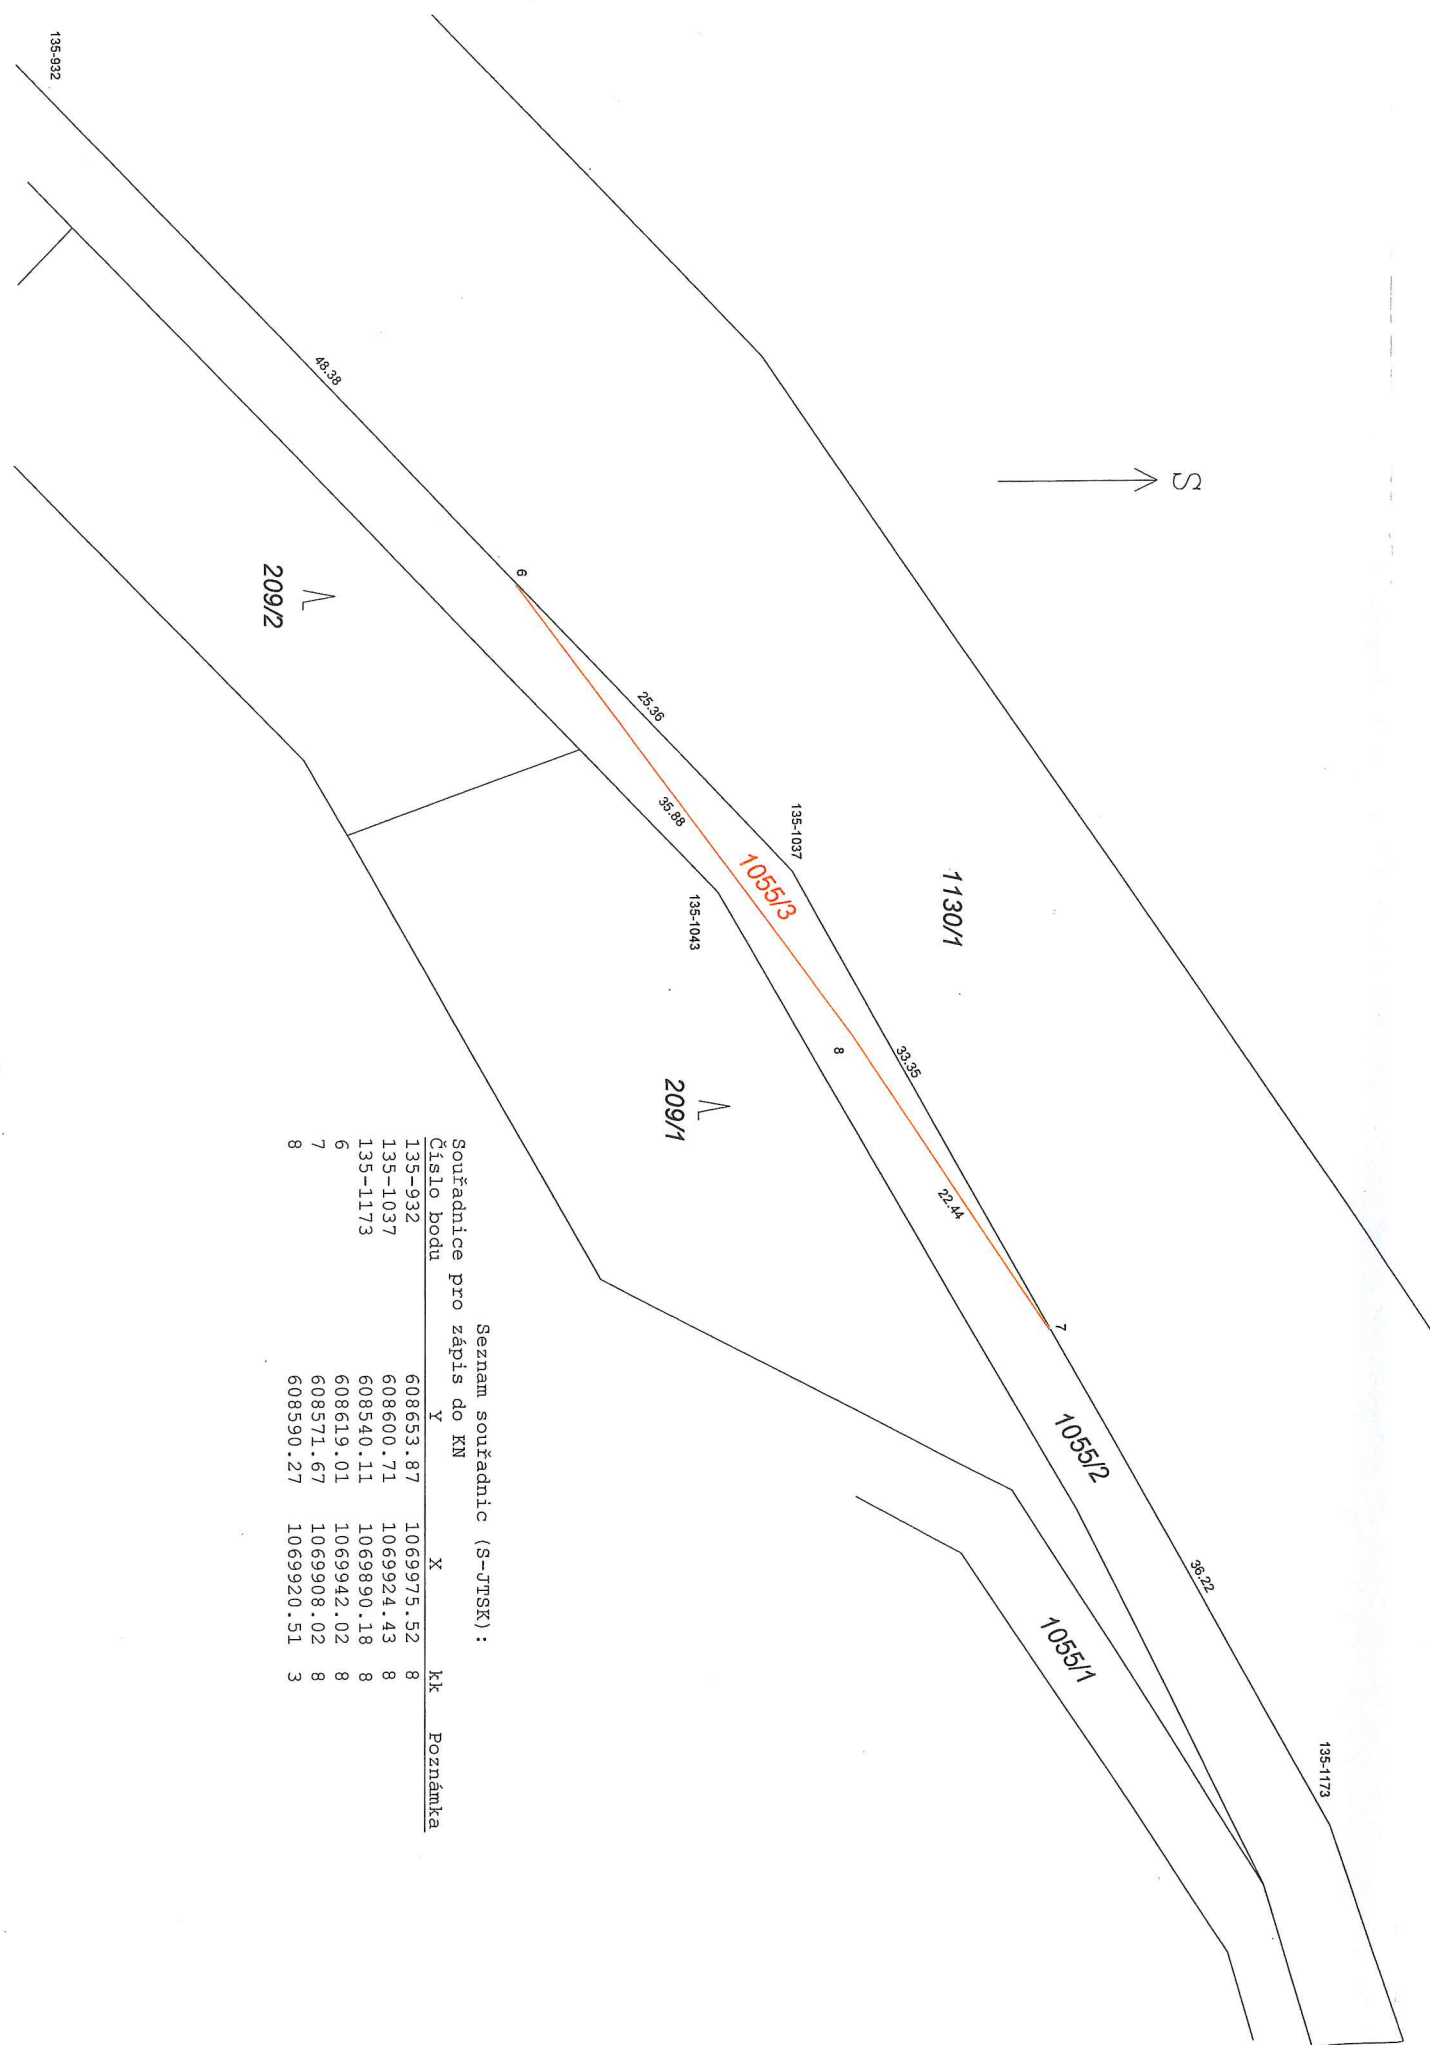 S
135-932
48.38
6
25.36
135-1037
35.88
1055/3
135-1043
1130/1
209/2
209/1
8
33.35
22.44
7
1055/2
36.22
1055/1
135-1173
Seznam souřadnic (S-JTSK):
Souřadnice pro zápis do KN
Číslo bodu Y X kk Poznámka
135-932 608653.87 1069975.52 8
135-1037 608600.71 1069924.43 8
135-1173 608540.11 1069890.18 8
6 608619.01 1069942.02 8
7 608571.67 1069908.02 8
8 608590.27 1069920.51 3